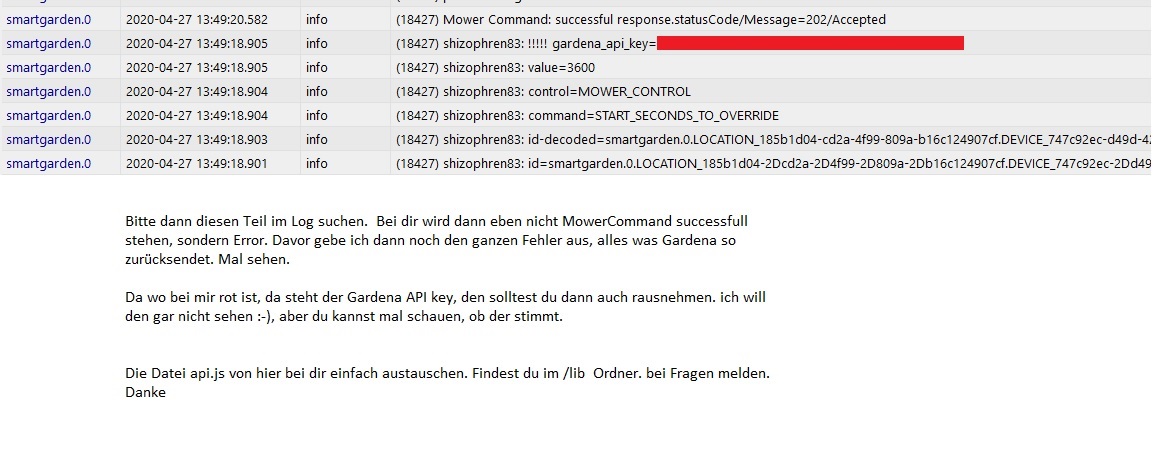 smartgarden.0 2020-04-27 13:49:20.582 info (18427) Mower Command: successful response.statusCode/Message=202/Accepted
smartgarden.0 2020-04-27 13:49:18.905 info (18427) shizophren83: !!!!! gardena_api_key=
smartgarden.0 2020-04-27 13:49:18.905 info (18427) shizophren83: value=3600
smartgarden.0 2020-04-27 13:49:18.904 info (18427) shizophren83: control=MOWER_CONTROL
smartgarden.0 2020-04-27 13:49:18.904 info (18427) shizophren83: command=START_SECONDS_TO_OVERRIDE
smartgarden.0 2020-04-27 13:49:18.903 info (18427) shizophren83: id-decoded=smartgarden.0.LOCATION_185b1d04-cd2a-4f99-809a-b16c124907cf.DEVICE_747c92ec-d49d-42
smartgarden.0 2020-04-27 13:49:18.901 info (18427) shizophren83: id=smartgarden.0.LOCATION_185b1d04-2Dcd2a-2D4f99-2D809a-2Db16c124907cf.DEVICE_747c92ec-2Dd49
Bitte dann diesen Teil im Log suchen.  Bei dir wird dann eben nicht MowerCommand successfull
stehen, sondern Error. Davor gebe ich dann noch den ganzen Fehler aus, alles was Gardena so
zurücksendet. Mal sehen.
Da wo bei mir rot ist, da steht der Gardena API key, den solltest du dann auch rausnehmen. ich will
den gar nicht sehen :-), aber du kannst mal schauen, ob der stimmt.
Die Datei api.js von hier bei dir einfach austauschen. Findest du im /lib  Ordner. bei Fragen melden.
Danke